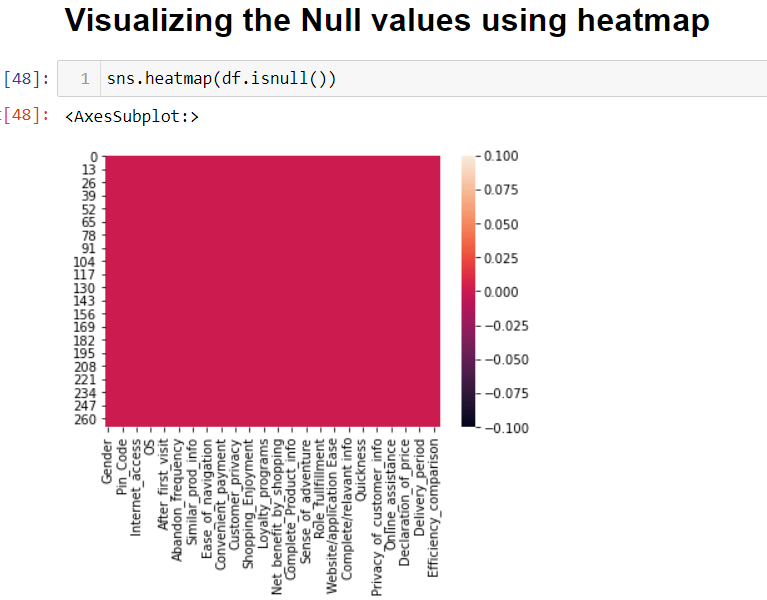 Visualizing the Null values using heatmap
[48]:
1 sns.heatmap(df.isnull())
[48]: <AxesSubplot:>
0
13
26
39
52
65
78
91
104
117
130
143
156
169
182
195
208
221
234
247
260
0.100
0.075
0.050
0.025
0.000
−0.025
−0.050
−0.075
−0.100
Gender
Pin_Code
Internet_access
OS
After_first_visit
Abandon_frequency
Similar_prod_info
Ease_of_navigation
Convenient_payment
Customer_privacy
Shopping_Enjoyment
Loyalty_programs
Net_benefit_by_shopping
Complete_Product_info
Sense_of_adventure
Role_fullfillment
Website/application Ease
Complete/relavant info
Quickness
Privacy_of_customer_info
Online_assistance
Declaration_of_price
Delivery_period
Efficiency_comparison